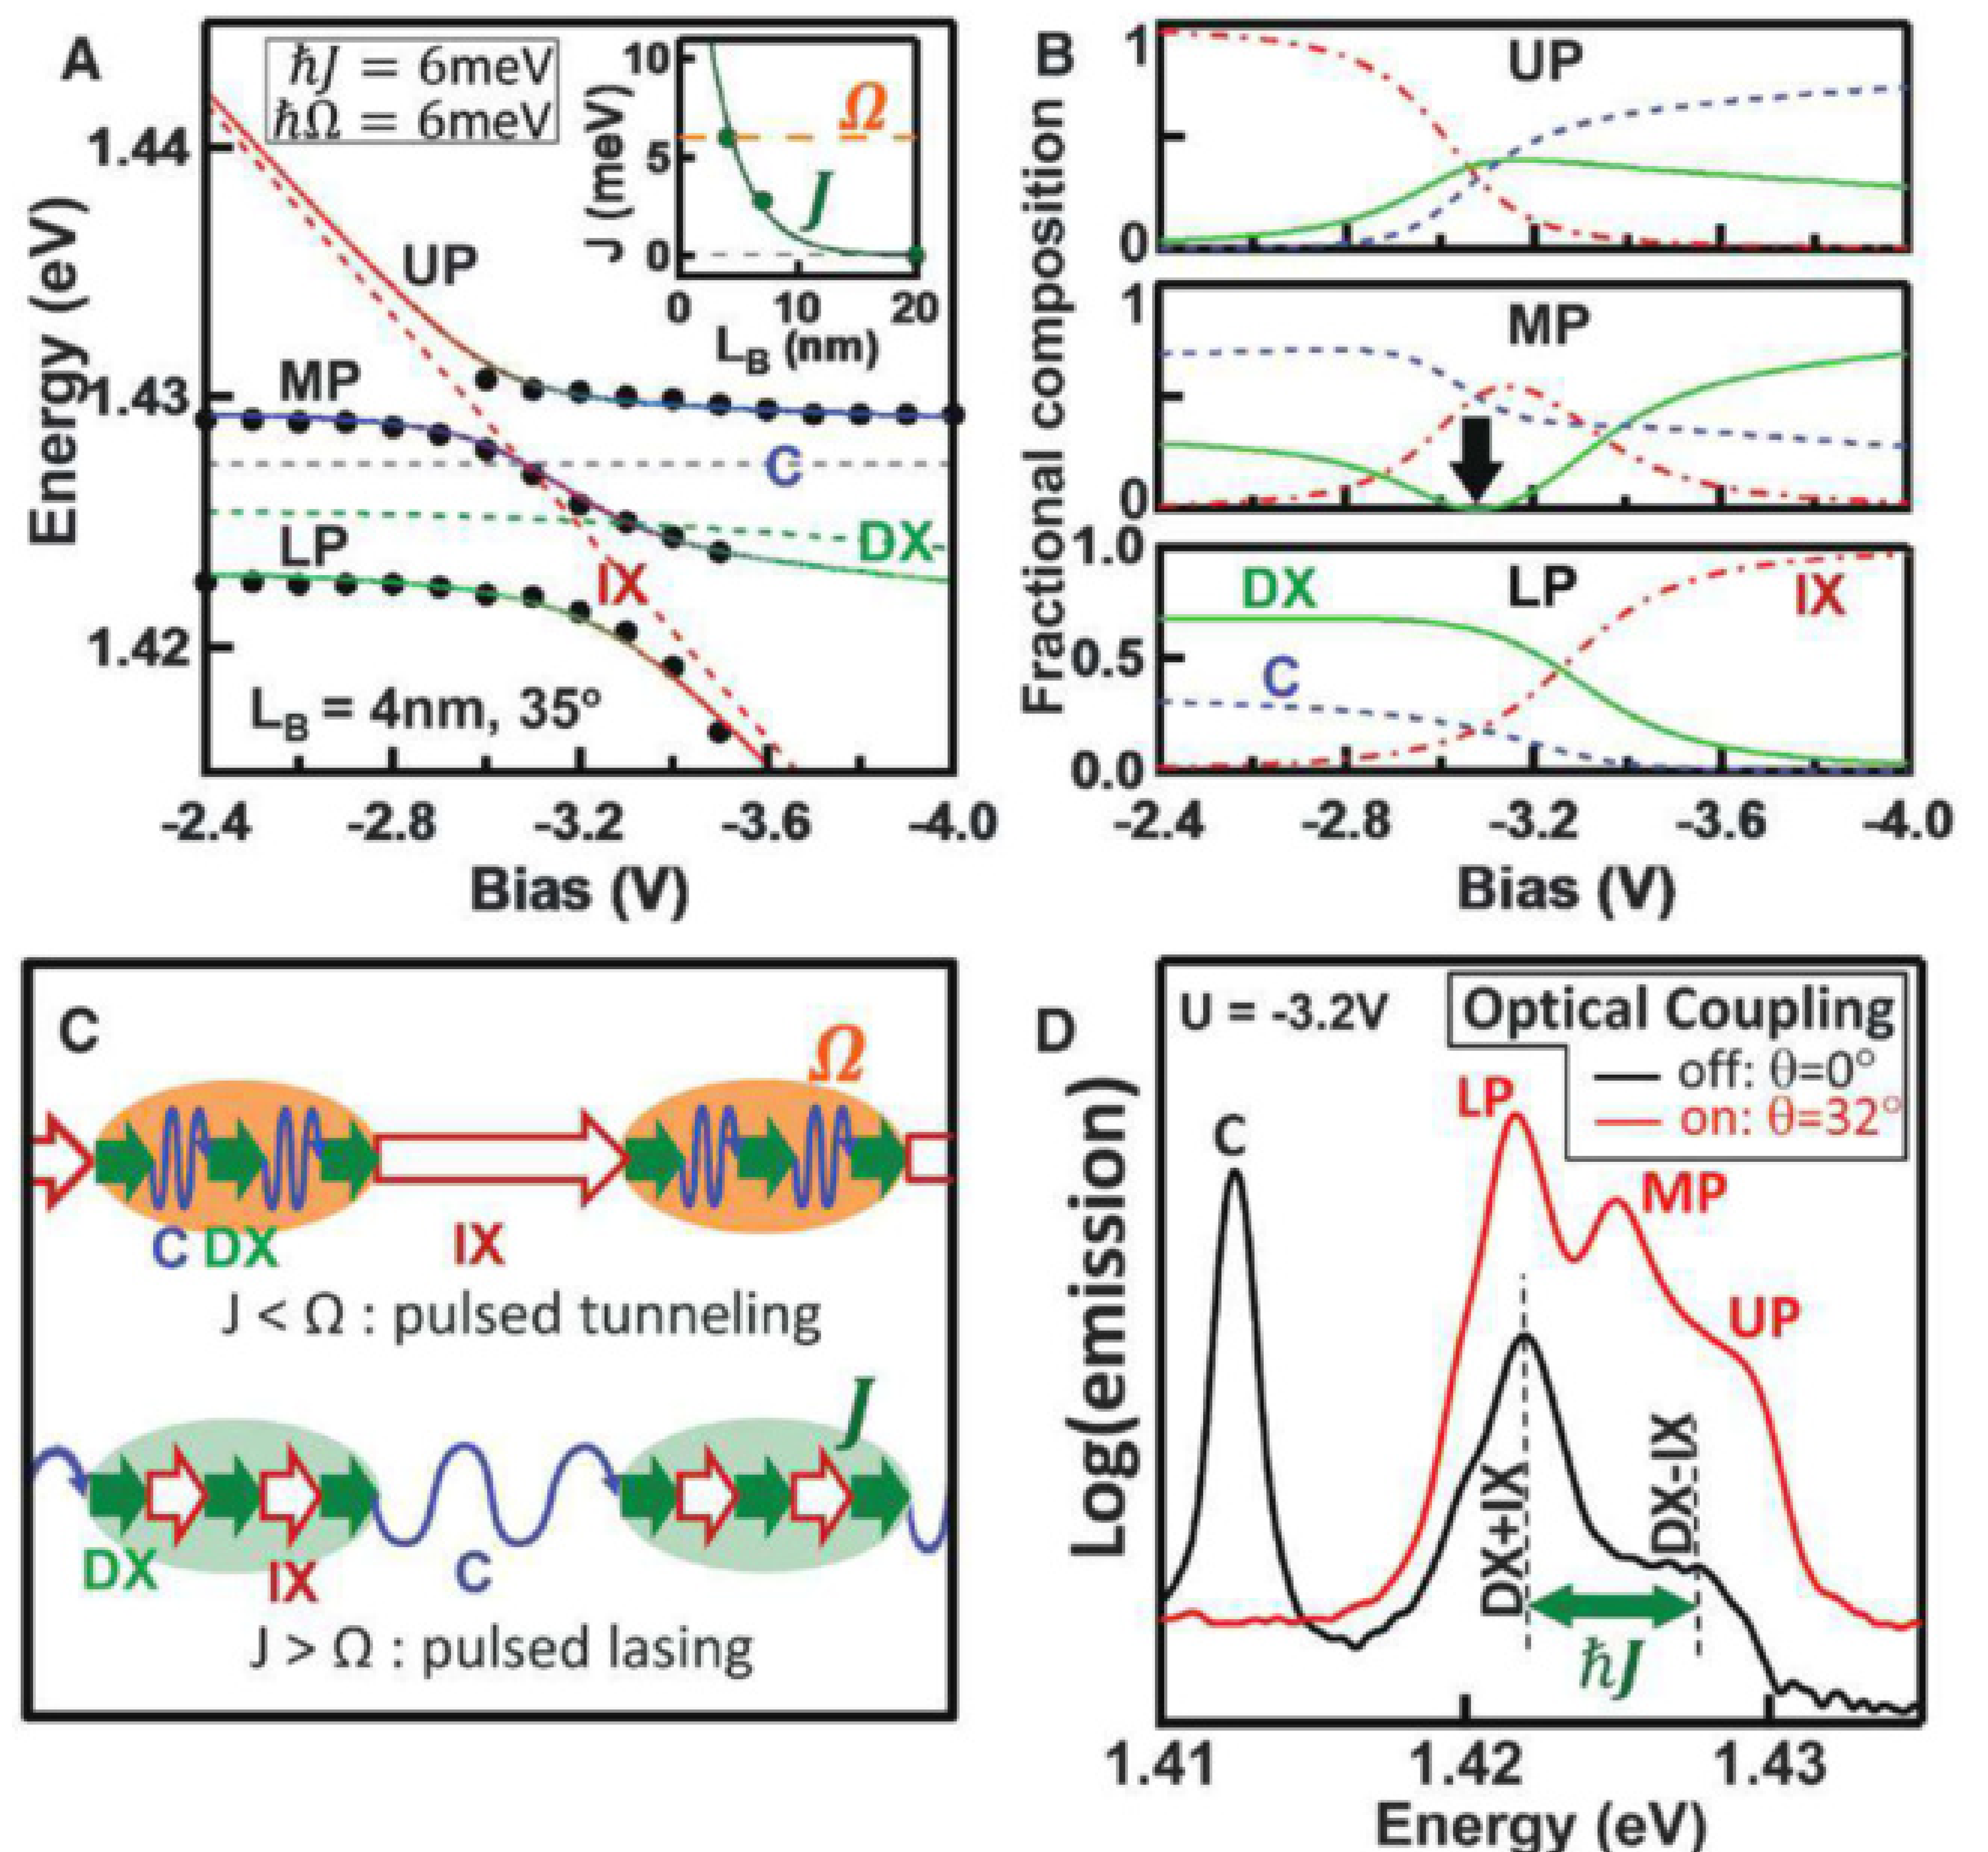 A
ħJ = 6meV
ħΩ = 6meV
Energy (eV)
1.44
1.43
1.42
UP
MP
LP
C
DX
IX
L_B = 4nm, 35°
-2.4 -2.8 -3.2 -3.6 -4.0
Bias (V)
J (meV)
10
5
0
Ω
J
0 10 20
L_B (nm)
B
Fractional composition
1
0
UP
1
0
MP
1.0
0.5
0.0
DX
LP
IX
C
-2.4 -2.8 -3.2 -3.6 -4.0
Bias (V)
C
Ω
C DX
IX
J < Ω : pulsed tunneling
J
DX
IX
C
J > Ω : pulsed lasing
D
U = -3.2V
Optical Coupling
off: θ=0°
on: θ=32°
Log(emission)
C
LP
MP
UP
DX+IX
DX-IX
ħJ
1.41 1.42 1.43
Energy (eV)